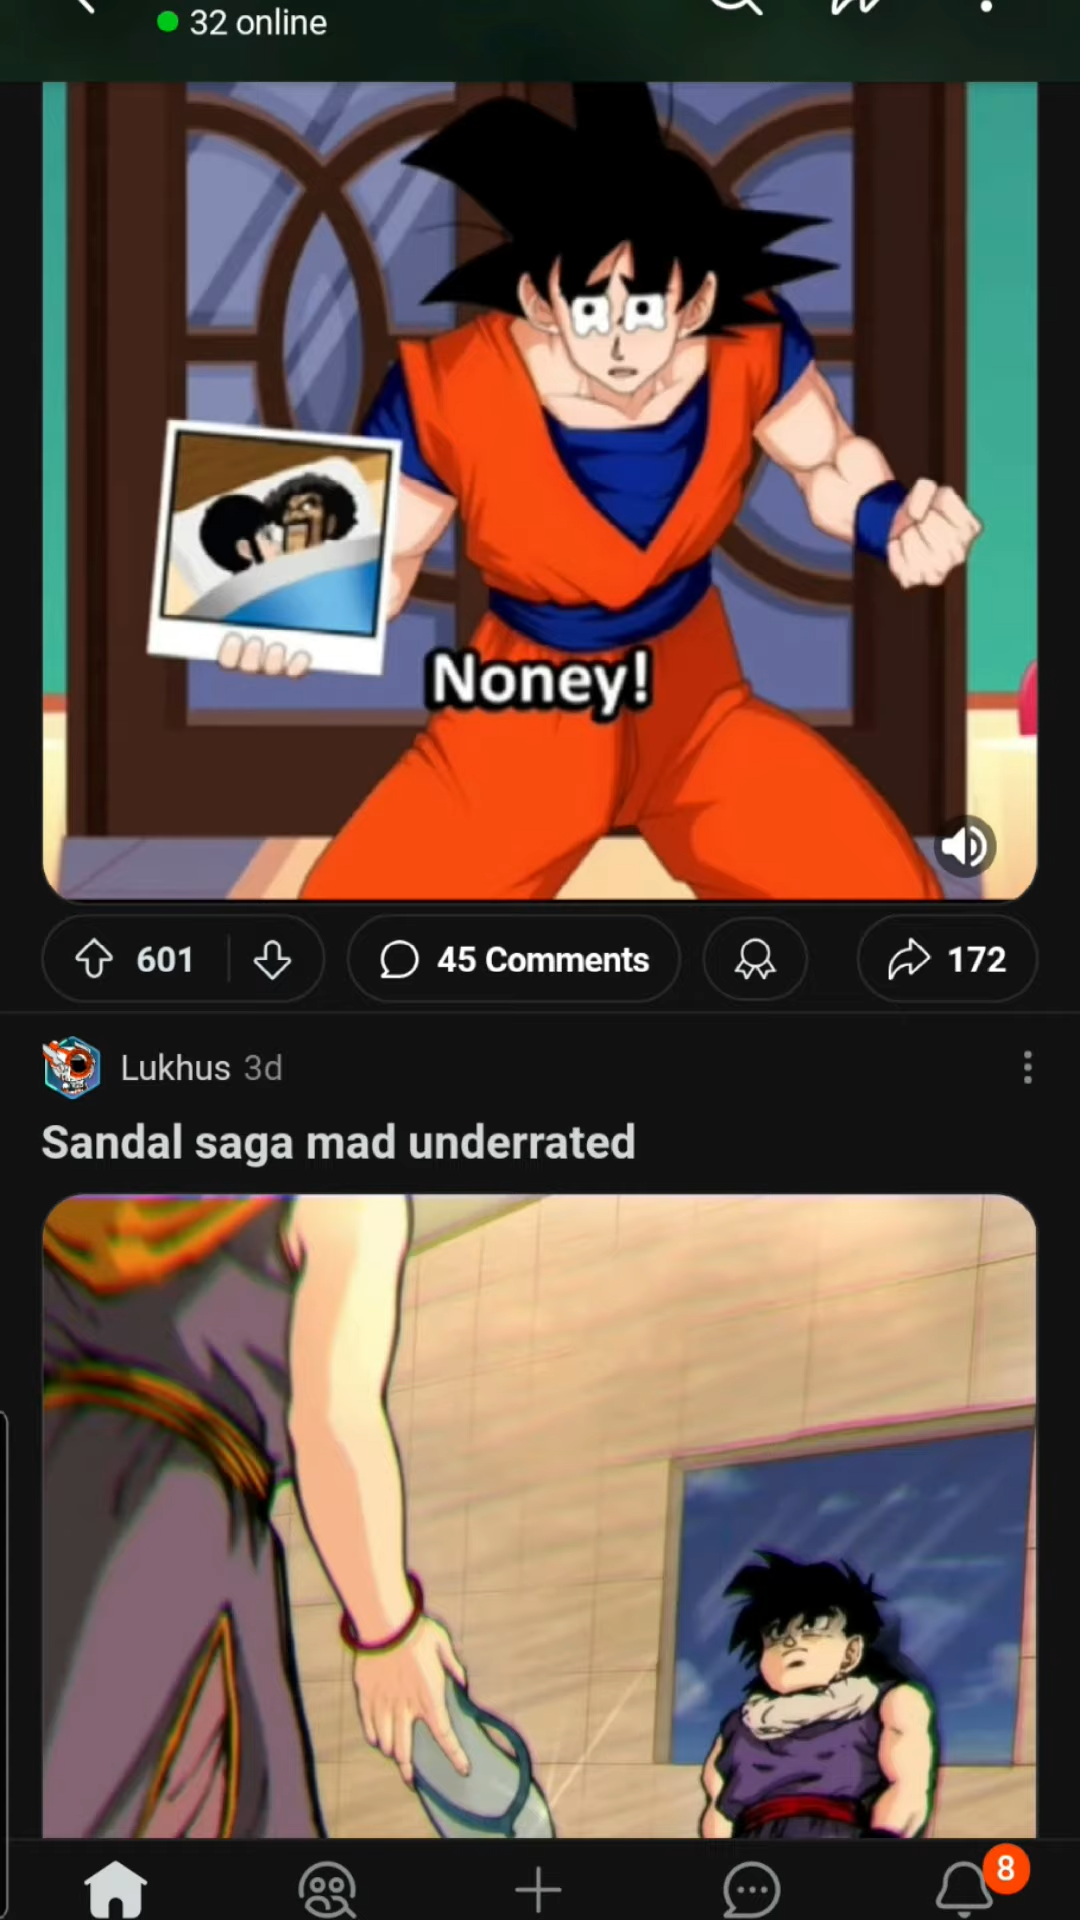 32 online
Noney!
601
45 Comments
172
Lukhus 3d
Sandal saga mad underrated
8